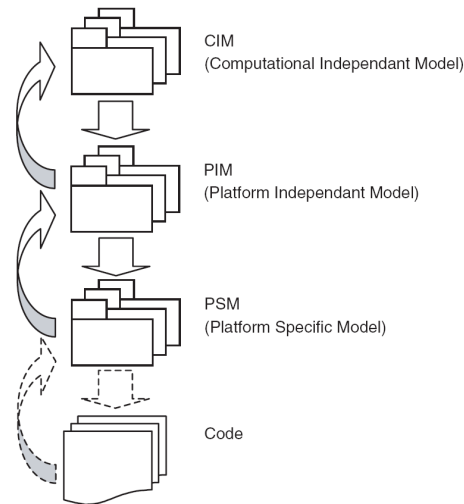 CIM
(Computational Independant Model)
PIM
(Platform Independant Model)
PSM
(Platform Specific Model)
Code